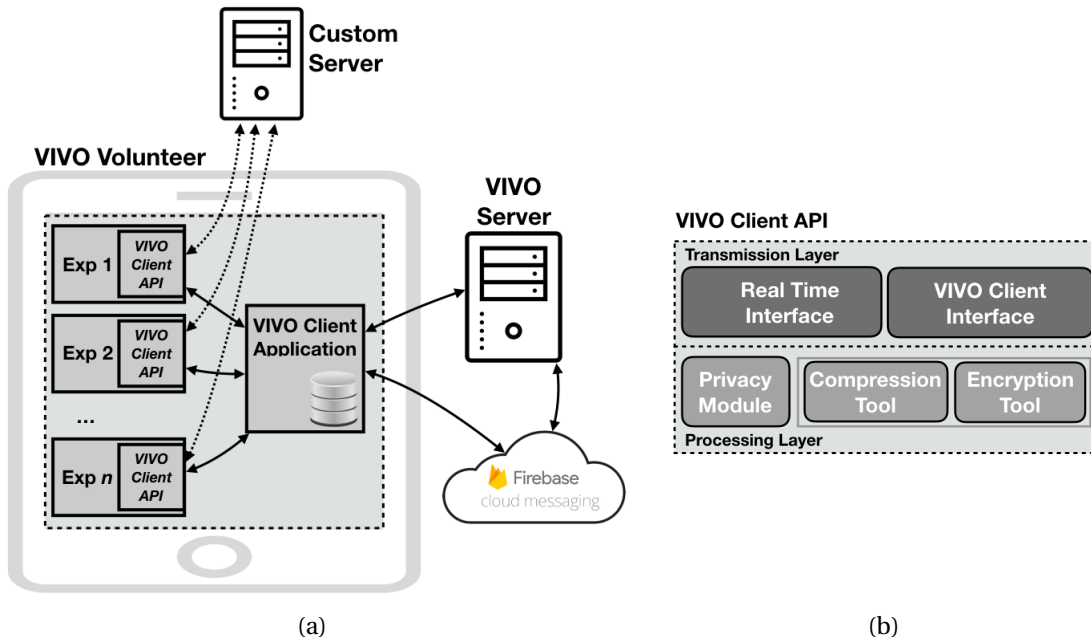 Custom
Server
VIVO Volunteer
VIVO
Server
Exp 1
VIVO
Client
API
Exp 2
VIVO
Client
API
...
Exp n
VIVO
Client
API
VIVO Client
Application
Firebase
cloud messaging
(a)
VIVO Client API
Transmission Layer
Real Time
Interface
VIVO Client
Interface
Privacy
Module
Compression
Tool
Encryption
Tool
Processing Layer
(b)